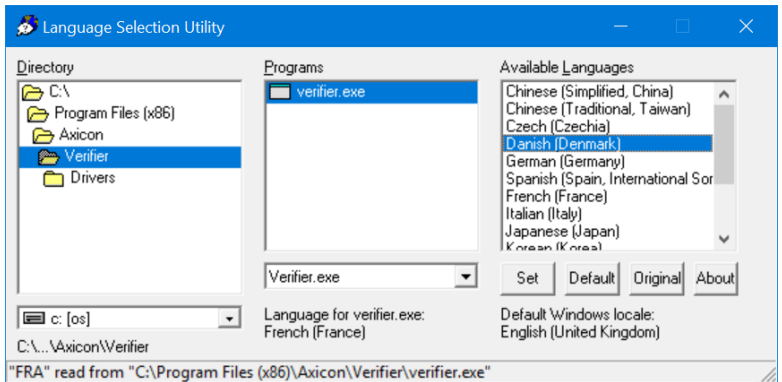 Language Selection Utility
Directory
C:\
Program Files (x86)
Axicon
Verifier
Drivers
c: [os]
C:\...\Axicon\Verifier
Programs
verifier.exe
Verifier.exe
Language for verifier.exe:
French (France)
Available Languages
Chinese (Simplified, China)
Chinese (Traditional, Taiwan)
Czech (Czechia)
Danish (Denmark)
German (Germany)
Spanish (Spain, International Sor
French (France)
Italian (Italy)
Japanese (Japan)
Korean (Korea)
Set
Default
Original
About
Default Windows locale:
English (United Kingdom)
"FRA" read from "C:\Program Files (x86)\Axicon\Verifier\verifier.exe"